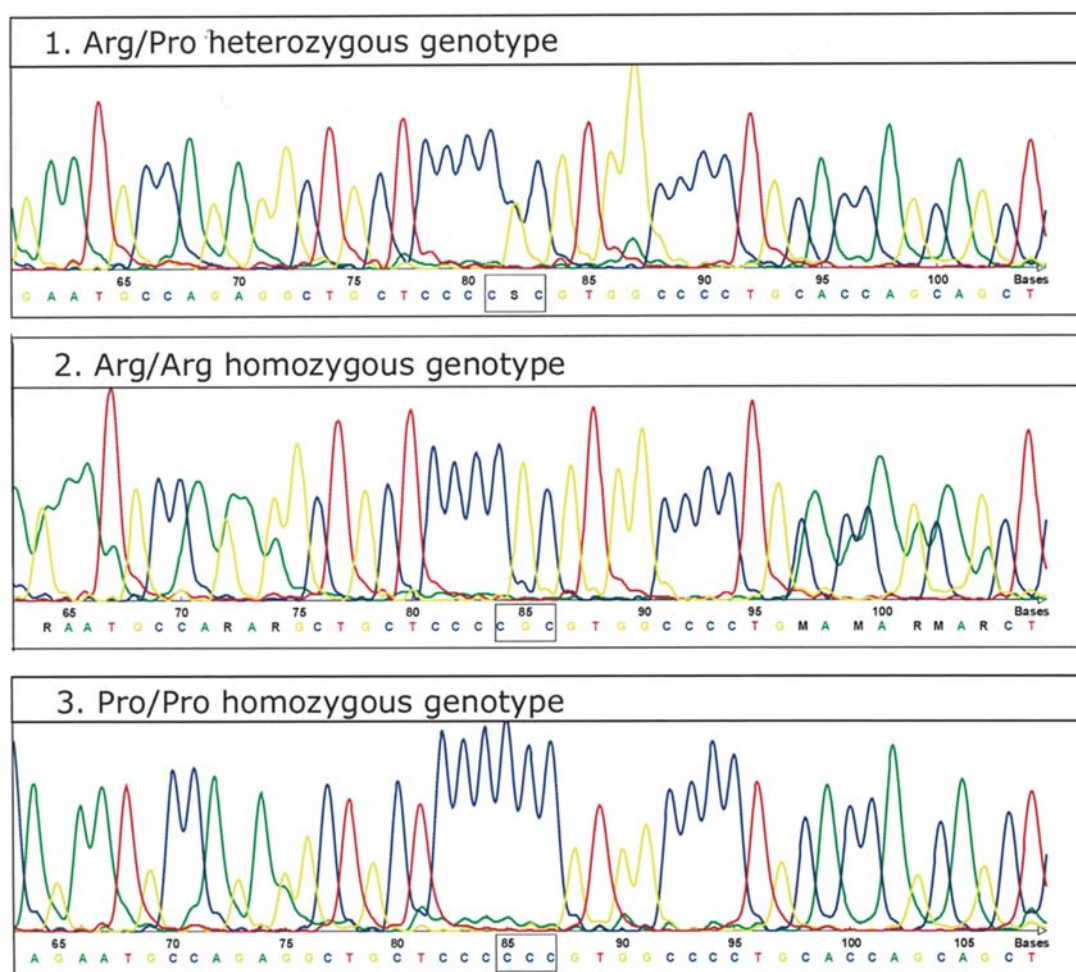 1. Arg/Pro heterozygous genotype
65 70 75 80 85 90 95 100 Bases
G A A T G C C A G A G G C T G C T C C C C S C G T G G C C C C T G C A C C A G C A G C T
2. Arg/Arg homozygous genotype
65 70 75 80 85 90 95 100 Bases
R A A T G C C A R A R G C T G C T C C C C G C G T G G C C C C T G M A M A R M A R C T
3. Pro/Pro homozygous genotype
65 70 75 80 85 90 95 100 105 Bases
A G A A T G C C A G A G G C T G C T C C C C C C G T G G C C C C T G C A C C A G C A G C T